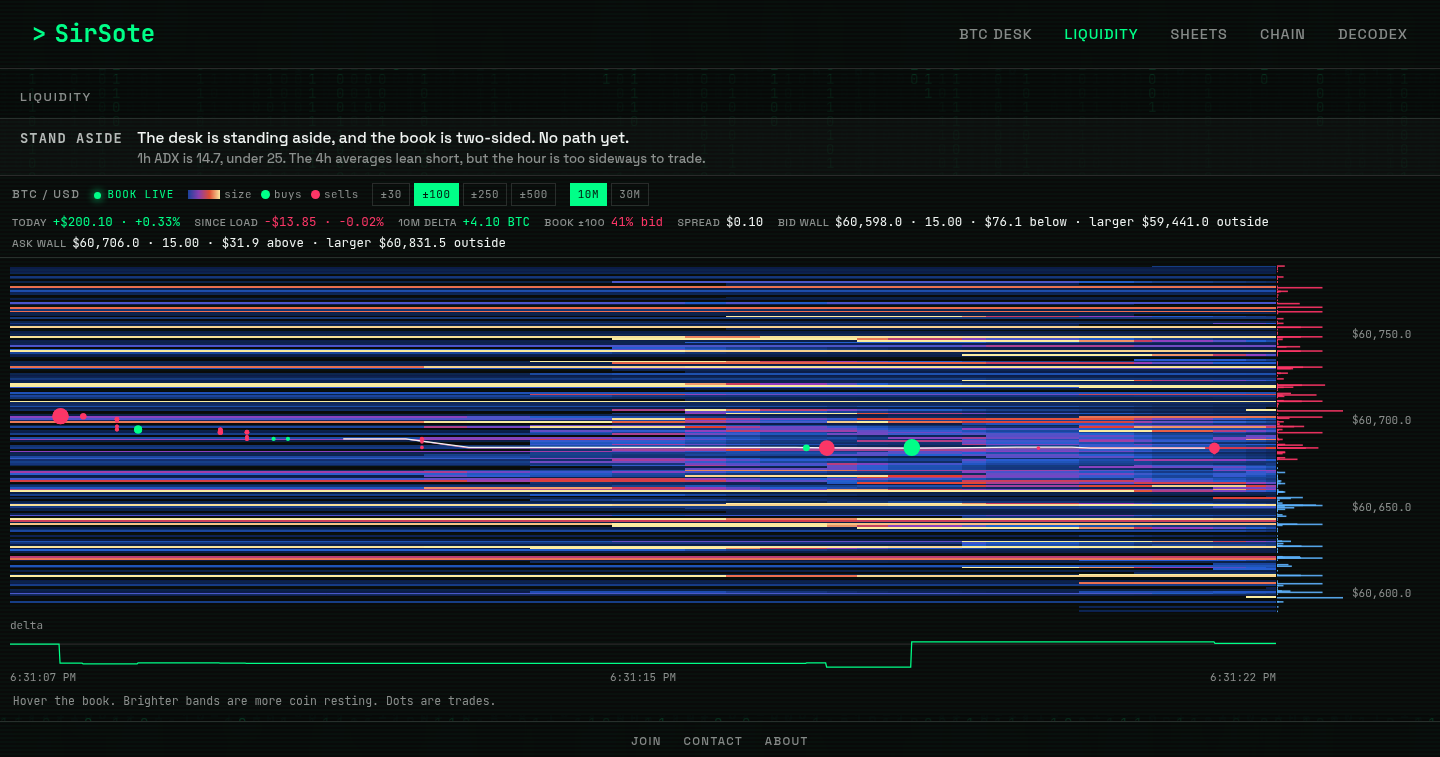 > SirSote
BTC DESK LIQUIDITY SHEETS CHAIN DECODEX
LIQUIDITY
STAND ASIDE The desk is standing aside, and the book is two-sided. No path yet.
1h ADX is 14.7, under 25. The 4h averages lean short, but the hour is too sideways to trade.
BTC / USD BOOK LIVE size buys sells ±30 ±100 ±250 ±500 10M 30M
TODAY +$200.10 · +0.33% SINCE LOAD -$13.85 · -0.02% 10M DELTA +4.10 BTC BOOK ±100 41% bid SPREAD $0.10 BID WALL $60,598.0 · 15.00 · $76.1 below · larger $59,441.0 outside
ASK WALL $60,706.0 · 15.00 · $31.9 above · larger $60,831.5 outside
$60,750.0
$60,700.0
$60,650.0
$60,600.0
delta
6:31:07 PM 6:31:15 PM 6:31:22 PM
Hover the book. Brighter bands are more coin resting. Dots are trades.
JOIN CONTACT ABOUT